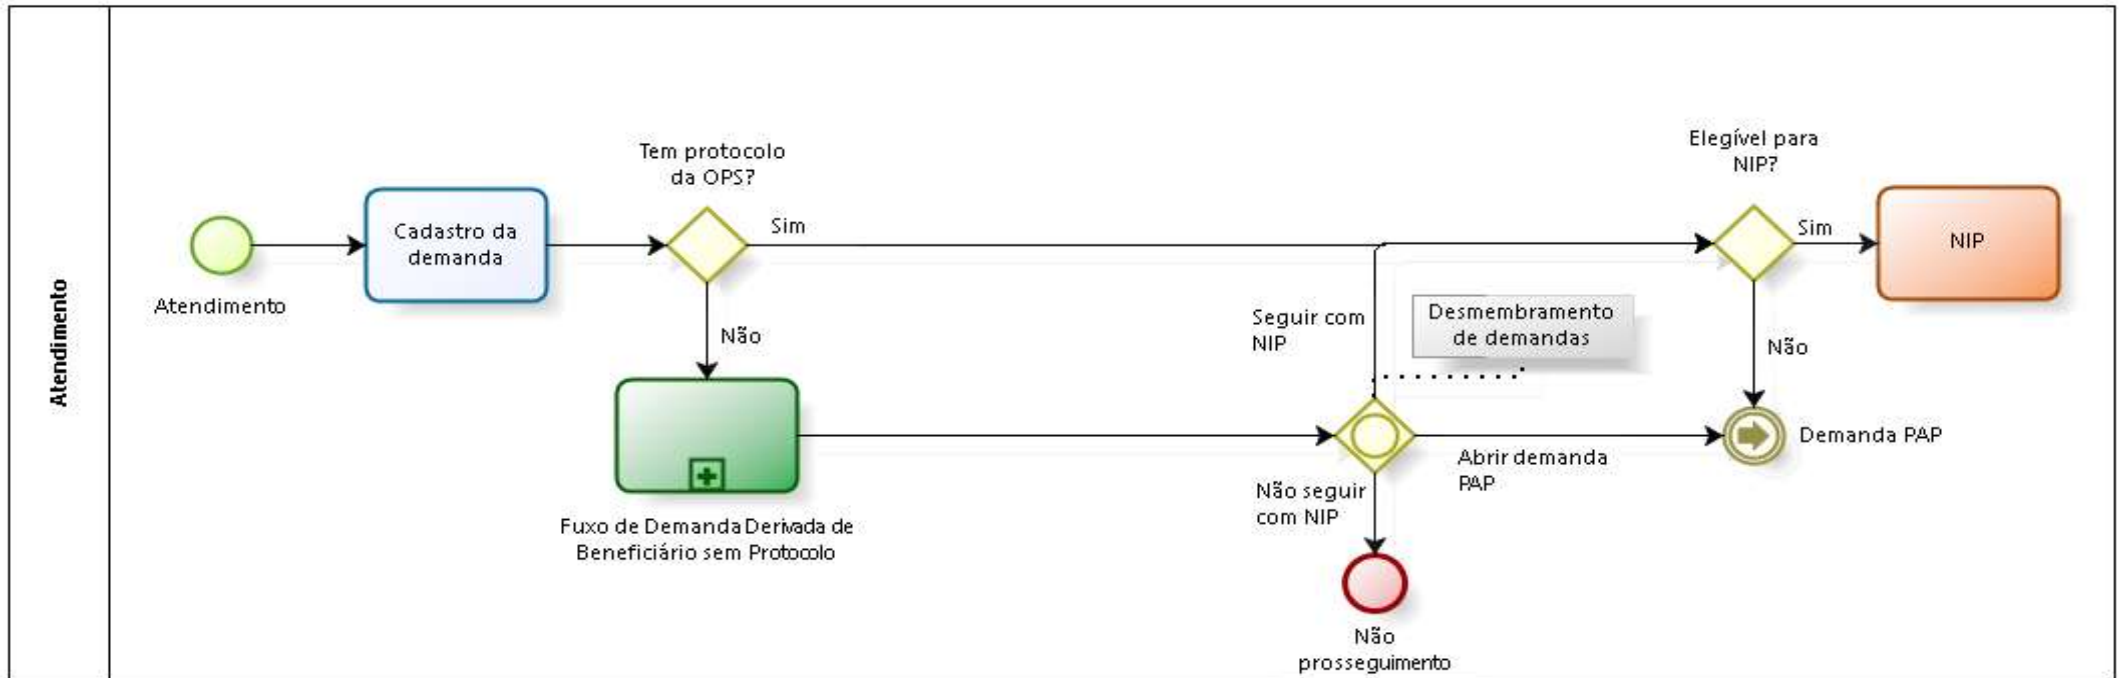 Atendimento
Atendimento
Cadastro da
demanda
Tem protocolo
da OPS?
Sim
Não
Fuxo de Demanda Derivada de
Beneficiário sem Protocolo
Seguir com
NIP
Desmembramento
de demandas
Abrir demanda
PAP
Não seguir
com NIP
Não
prosseguimento
Elegível para
NIP?
Sim
NIP
Não
Demanda PAP